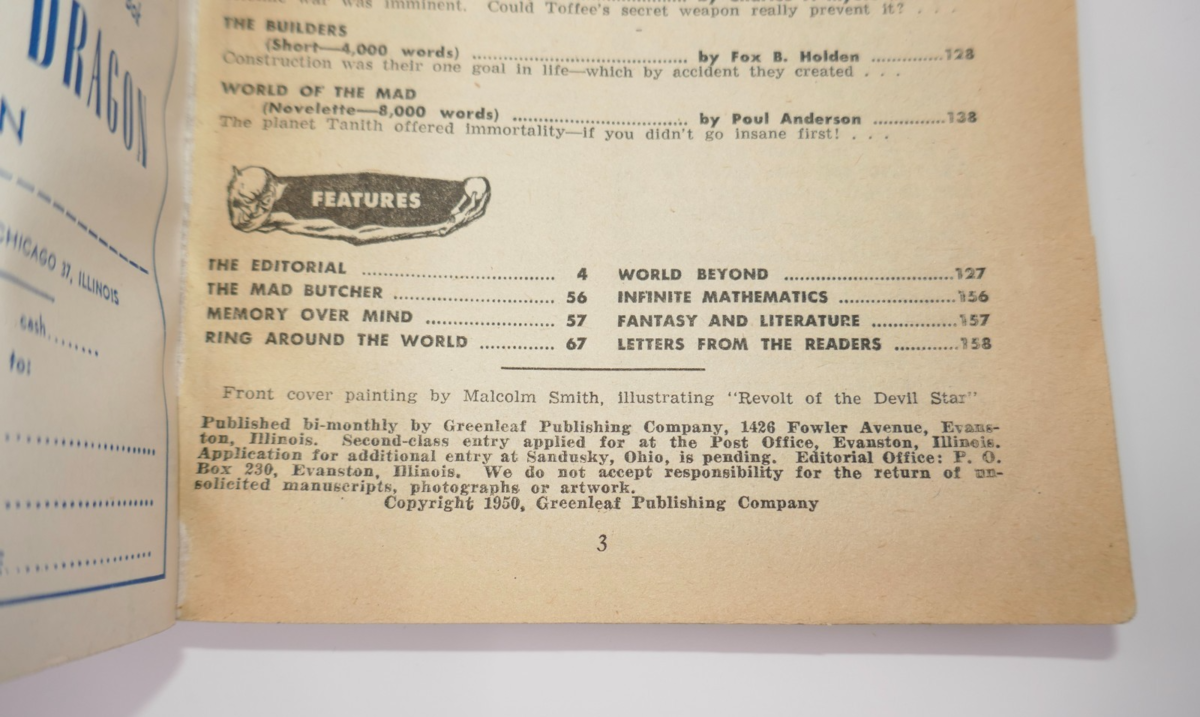 DRAGON
N
CHICAGO 37, ILLINOIS
cash........
for
war was imminent. Could Toffee's secret weapon really prevent it? . . .
THE BUILDERS
(Short—4,000 words) ........................................ by Fox B. Holden ..............128
Construction was their one goal in life—which by accident they created . . .
WORLD OF THE MAD
(Novelette—8,000 words) ................................ by Poul Anderson ..............138
The planet Tanith offered immortality—if you didn't go insane first! . . .
FEATURES
THE EDITORIAL ................................ 4
THE MAD BUTCHER .......................... 56
MEMORY OVER MIND ..................... 57
RING AROUND THE WORLD ............ 67
WORLD BEYOND ............................127
INFINITE MATHEMATICS ...................156
FANTASY AND LITERATURE ..............157
LETTERS FROM THE READERS ...........158
Front cover painting by Malcolm Smith, illustrating "Revolt of the Devil Star"
Published bi-monthly by Greenleaf Publishing Company, 1426 Fowler Avenue, Evans-
ton, Illinois. Second-class entry applied for at the Post Office, Evanston, Illinois.
Application for additional entry at Sandusky, Ohio, is pending. Editorial Office: P. O.
Box 230, Evanston, Illinois. We do not accept responsibility for the return of un-
solicited manuscripts, photographs or artwork.
Copyright 1950, Greenleaf Publishing Company
3